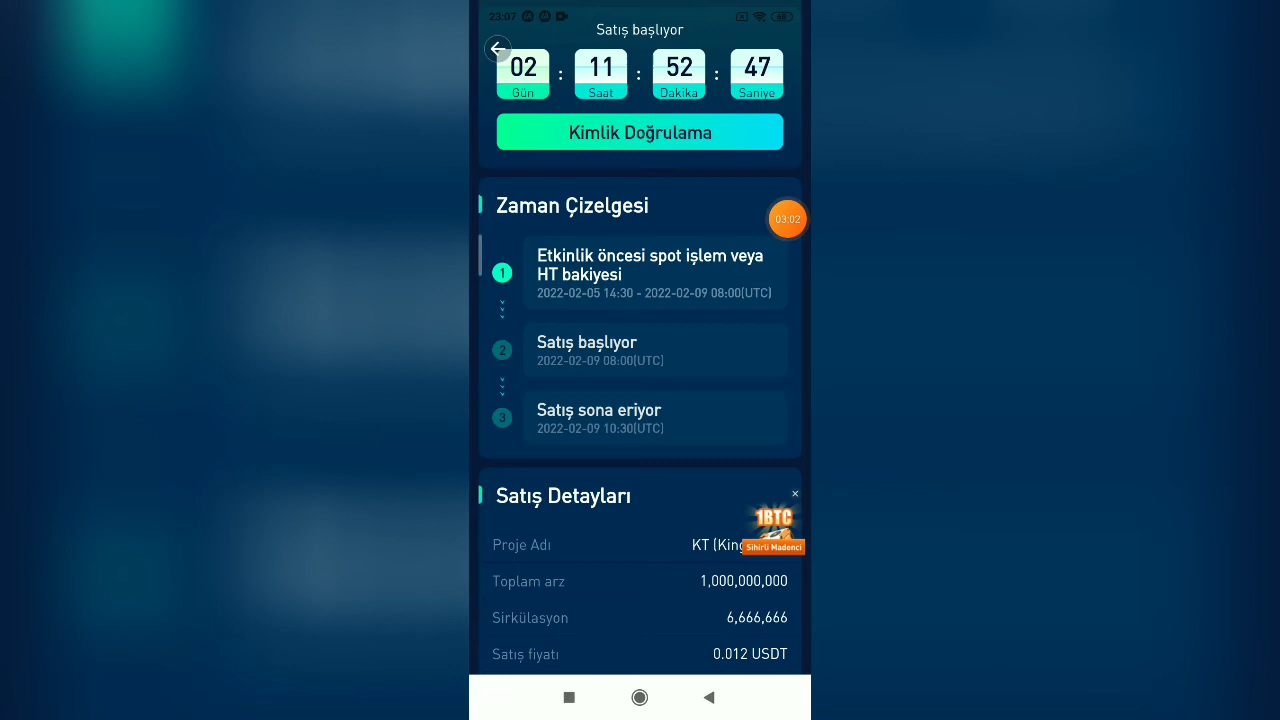 23:07
68
Satış başlıyor
02 : 11 : 52 : 47
Gün Saat Dakika Saniye
Kimlik Doğrulama
Zaman Çizelgesi
03:02
1
Etkinlik öncesi spot işlem veya
HT bakiyesi
2022-02-05 14:30 - 2022-02-09 08:00(UTC)
2
Satış başlıyor
2022-02-09 08:00(UTC)
3
Satış sona eriyor
2022-02-09 10:30(UTC)
Satış Detayları
1BTC
Sihirli Madenci
Proje Adı KT
Toplam arz 1,000,000,000
Sirkülasyon 6,666,666
Satış fiyatı 0.012 USDT